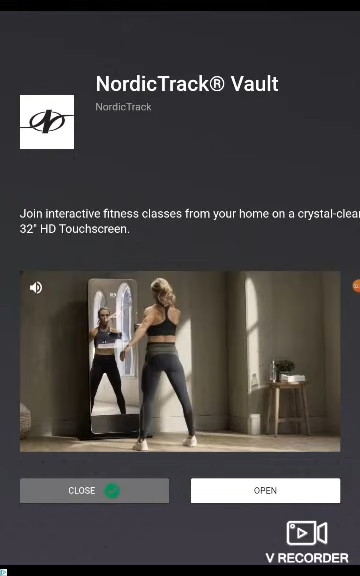 NordicTrack® Vault
NordicTrack
Join interactive fitness classes from your home on a crystal-clear
32" HD Touchscreen.
CLOSE
OPEN
V RECORDER